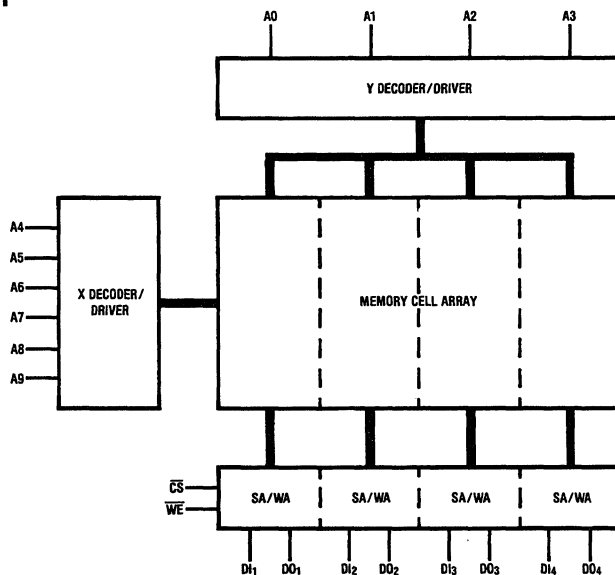 A0 A1 A2 A3
Y DECODER/DRIVER
A4
A5
A6
A7
A8
A9
X DECODER/
DRIVER
MEMORY CELL ARRAY
CS
WE
SA/WA SA/WA SA/WA SA/WA
DI1 DO1 DI2 DO2 DI3 DO3 DI4 DO4